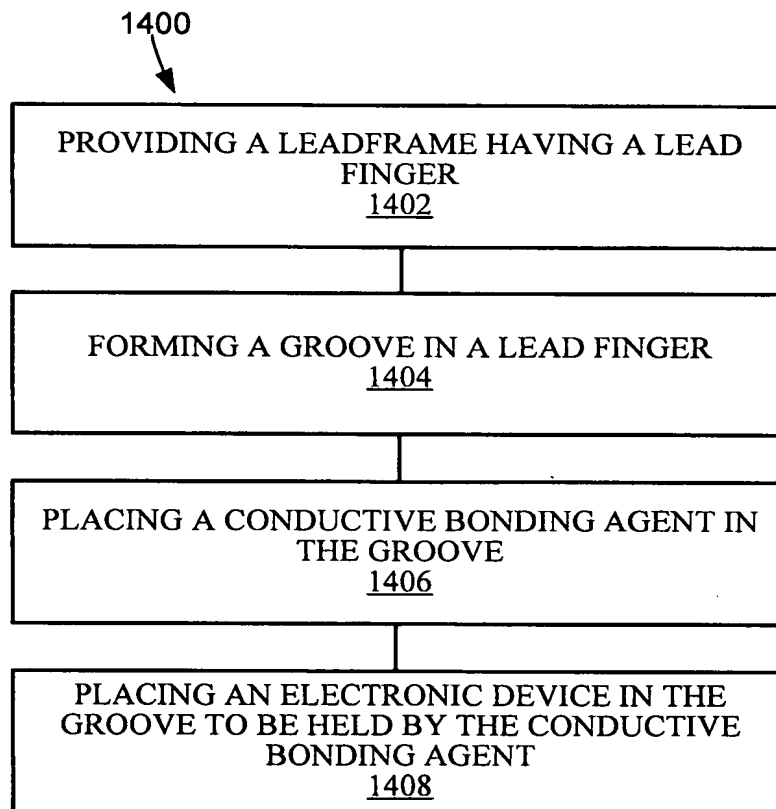 1400
PROVIDING A LEADFRAME HAVING A LEAD
FINGER
1402
FORMING A GROOVE IN A LEAD FINGER
1404
PLACING A CONDUCTIVE BONDING AGENT IN
THE GROOVE
1406
PLACING AN ELECTRONIC DEVICE IN THE
GROOVE TO BE HELD BY THE CONDUCTIVE
BONDING AGENT
1408